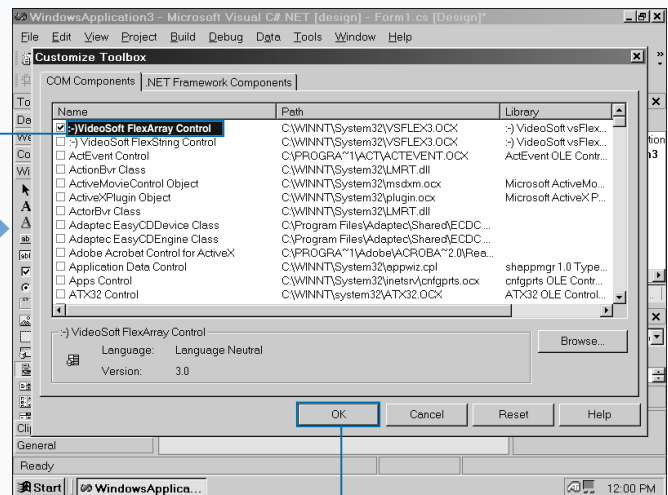 WindowsApplication3 - Microsoft Visual C#.NET [design] - Form1.cs [Design]*
File Edit View Project Build Debug Data Tools Window Help
Customize Toolbox
COM Components .NET Framework Components
Name Path Library
:-)VideoSoft FlexArray Control C:\WINNT\System32\VSFLEX3.OCX :-) VideoSoft vsFlex...
:-) VideoSoft FlexString Control C:\WINNT\System32\VSFLEX3.OCX :-) VideoSoft vsFlex...
ActEvent Control C:\PROGRA~1\ACT\ACTEVENT.OCX ActEvent OLE Contr...
ActionBvr Class C:\WINNT\System32\LMRT.dll
ActiveMovieControl Object C:\WINNT\System32\msdxm.ocx Microsoft ActiveMo...
ActiveXPlugin Object C:\WINNT\System32\plugin.ocx Microsoft ActiveX P...
ActorBvr Class C:\WINNT\System32\LMRT.dll
Adaptec EasyCDDevice Class C:\Program Files\Adaptec\Shared\ECDC ...
Adaptec EasyCDEngine Class C:\Program Files\Adaptec\Shared\ECDC ...
Adobe Acrobat Control for ActiveX C:\PROGRA~1\Adobe\ACROBA~2.0\Rea...
Application Data Control C:\WINNT\System32\appwiz.cpl shappmgr 1.0 Type...
Apps Control C:\WINNT\System32\inetsrv\cnfgprts.ocx cnfgprts OLE Contr...
ATX32 Control C:\WINNT\system32\ATX32.OCX ATX32 OLE Control...
:-) VideoSoft FlexArray Control
Language: Language Neutral
Version: 3.0
Browse...
OK Cancel Reset Help
General
Ready
Start WindowsApplica... 12:00 PM